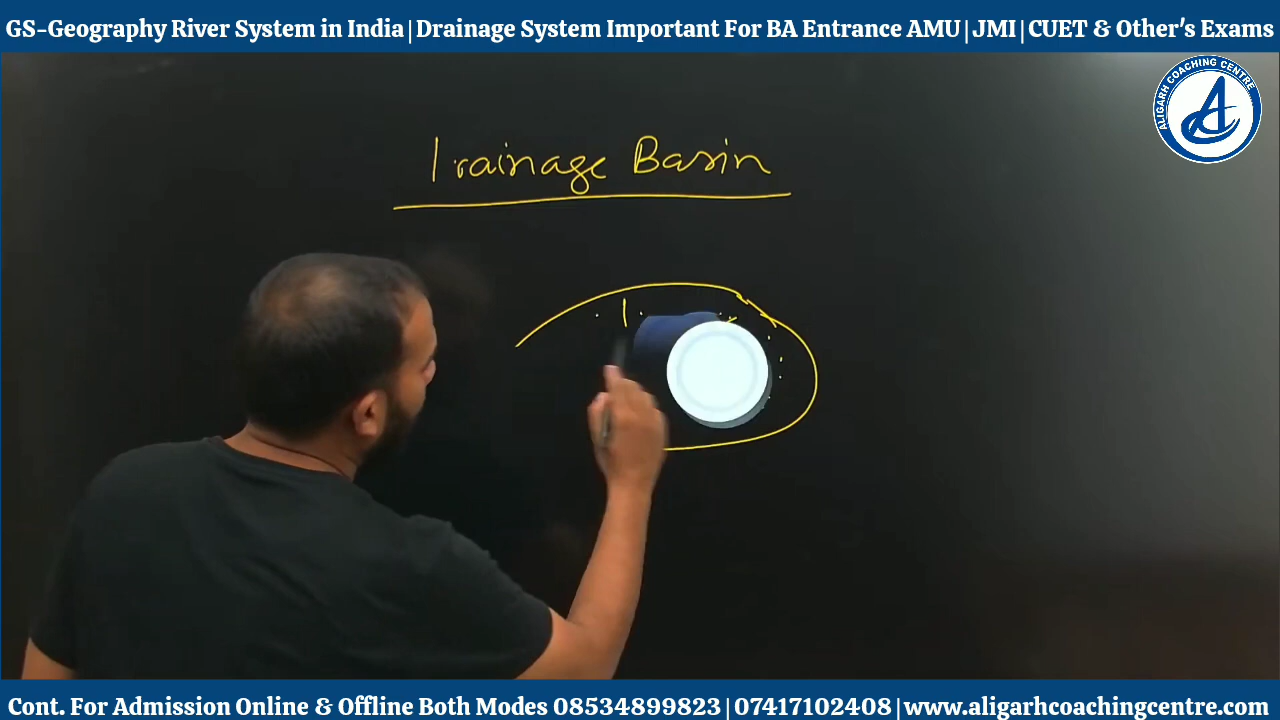 GS-Geography River System in India|Drainage System Important For BA Entrance AMU|JMI|CUET & Other's Exams
ALIGARH COACHING CENTRE
Drainage Basin
Cont. For Admission Online & Offline Both Modes 08534899823|07417102408|www.aligarhcoachingcentre.com